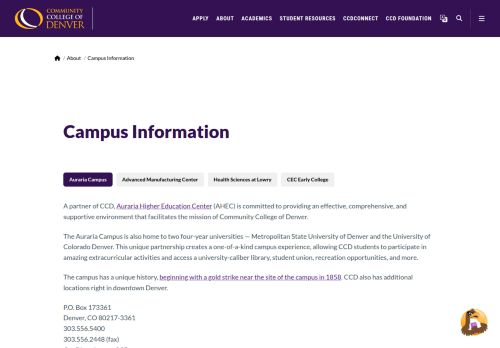 COMMUNITY
COLLEGE OF
DENVER
APPLY ABOUT ACADEMICS STUDENT RESOURCES CCDCONNECT CCD FOUNDATION
/ About / Campus Information
Campus Information
Auraria Campus Advanced Manufacturing Center Health Sciences at Lowry CEC Early College
A partner of CCD, Auraria Higher Education Center (AHEC) is committed to providing an effective, comprehensive, and
supportive environment that facilitates the mission of Community College of Denver.
The Auraria Campus is also home to two four-year universities — Metropolitan State University of Denver and the University of
Colorado Denver. This unique partnership creates a one-of-a-kind campus experience, allowing CCD students to participate in
amazing extracurricular activities and access a university-caliber library, student union, recreation opportunities, and more.
The campus has a unique history, beginning with a gold strike near the site of the campus in 1858. CCD also has additional
locations right in downtown Denver.
P.O. Box 173361
Denver, CO 80217-3361
303.556.5400
303.556.2448 (fax)